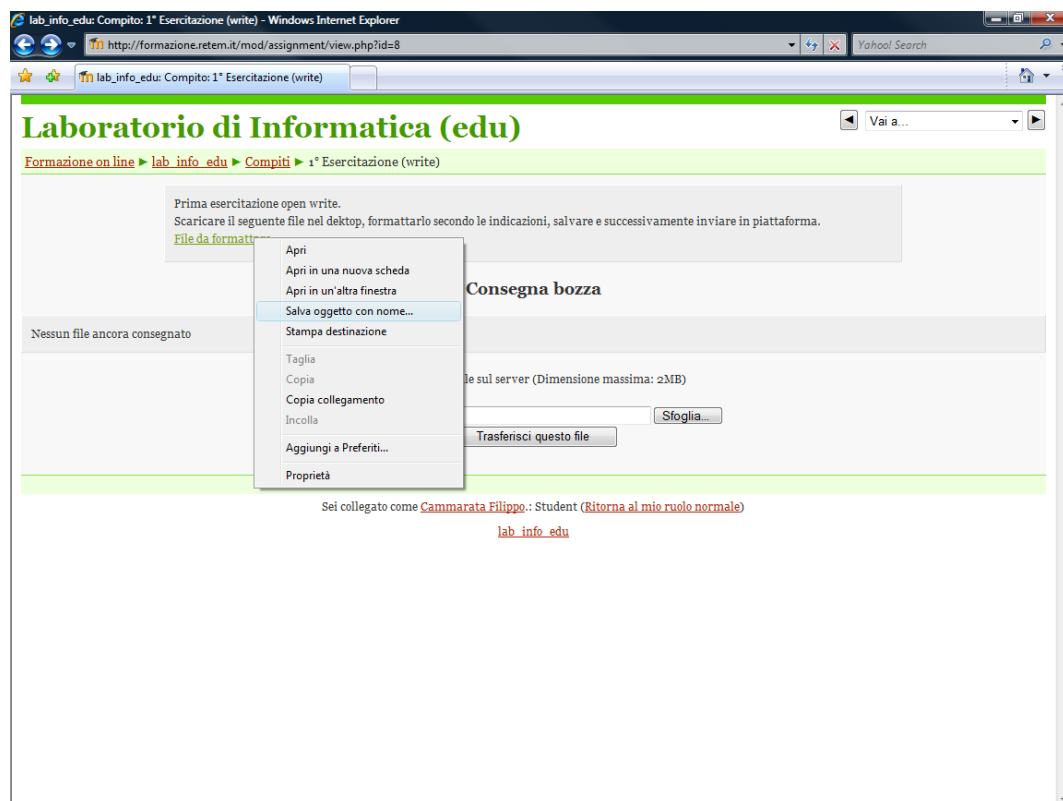 lab_info_edu: Compito: 1° Esercitazione (write) - Windows Internet Explorer
http://formazione.retem.it/mod/assignment/view.php?id=8
Yahoo! Search
lab_info_edu: Compito: 1° Esercitazione (write)
Laboratorio di Informatica (edu)
Vai a...
Formazione on line ► lab_info_edu ► Compiti ► 1° Esercitazione (write)
Prima esercitazione open write.
Scaricare il seguente file nel dektop, formattarlo secondo le indicazioni, salvare e successivamente inviare in piattaforma.
File da formattare
Apri
Apri in una nuova scheda
Apri in un'altra finestra
Salva oggetto con nome...
Stampa destinazione
Taglia
Copia
Copia collegamento
Incolla
Aggiungi a Preferiti...
Proprietà
Consegna bozza
Nessun file ancora consegnato
le sul server (Dimensione massima: 2MB)
Sfoglia...
Trasferisci questo file
Sei collegato come Cammarata Filippo.: Student (Ritorna al mio ruolo normale)
lab_info_edu